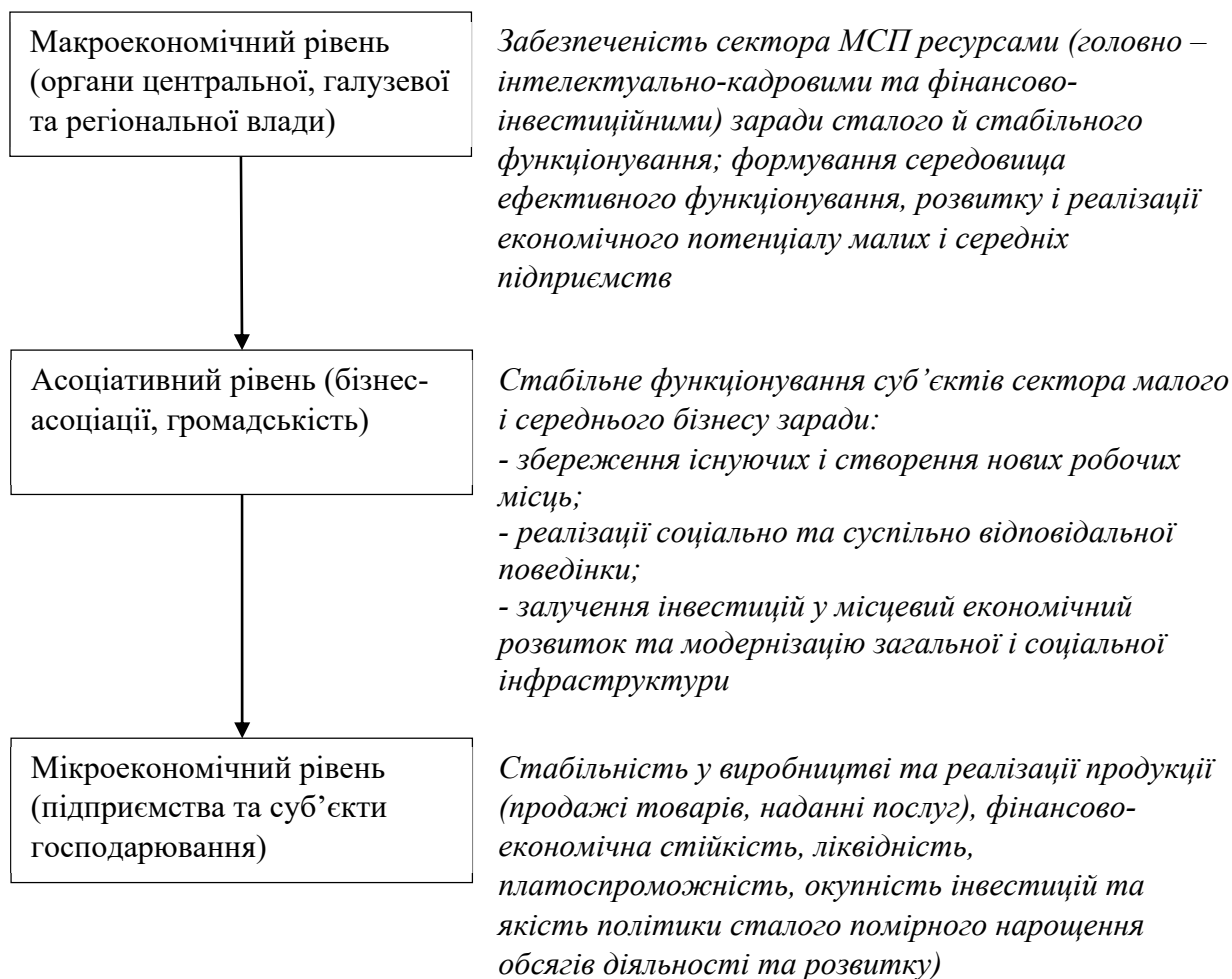 Макроекономічний рівень
(органи центральної, галузевої
та регіональної влади)
Забезпеченість сектора МСП ресурсами (головно –
інтелектуально-кадровими та фінансово-
інвестиційними) заради сталого й стабільного
функціонування; формування середовища
ефективного функціонування, розвитку і реалізації
економічного потенціалу малих і середніх
підприємств
Асоціативний рівень (бізнес-
асоціації, громадськість)
Стабільне функціонування суб’єктів сектора малого
і середнього бізнесу заради:
- збереження існуючих і створення нових робочих
місць;
- реалізації соціально та суспільно відповідальної
поведінки;
- залучення інвестицій у місцевий економічний
розвиток та модернізацію загальної і соціальної
інфраструктури
Мікроекономічний рівень
(підприємства та суб’єкти
господарювання)
Стабільність у виробництві та реалізації продукції
(продажі товарів, наданні послуг), фінансово-
економічна стійкість, ліквідність,
платоспроможність, окупність інвестицій та
якість політики сталого помірного нарощення
обсягів діяльності та розвитку)